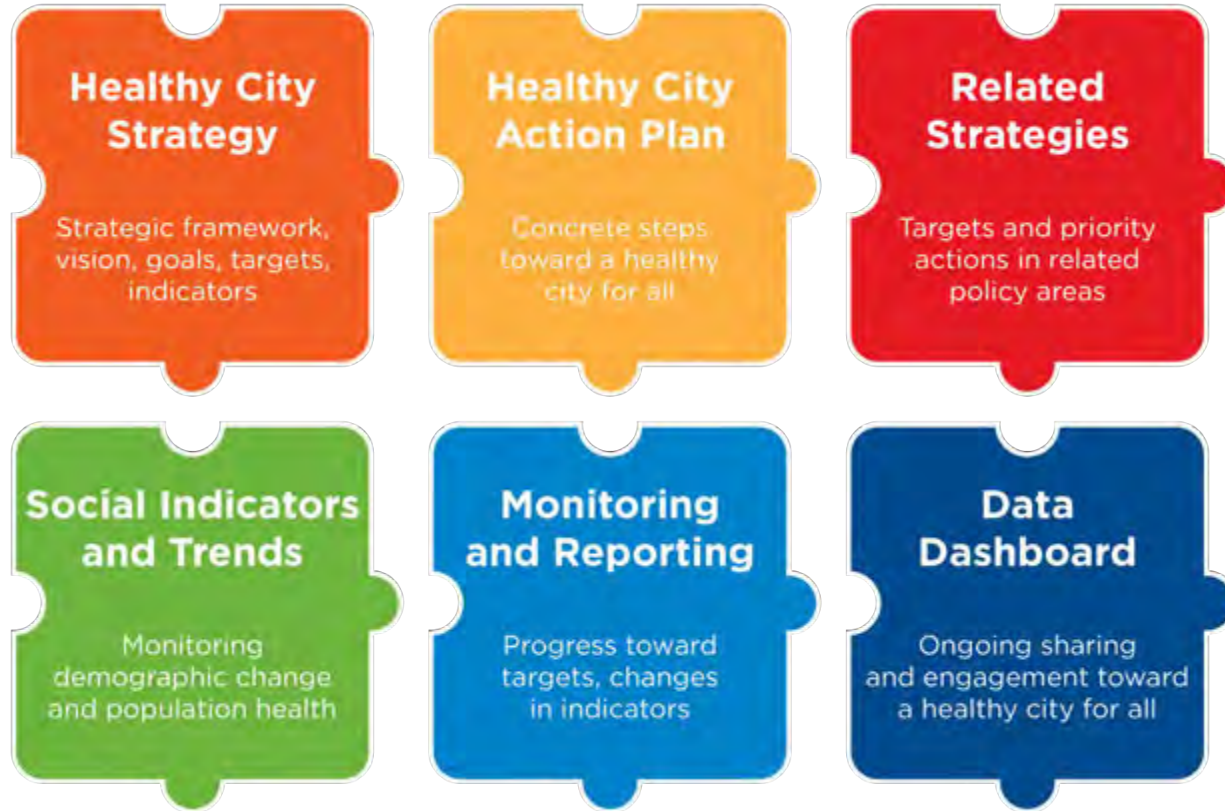 Healthy City
Strategy
Strategic framework,
vision, goals, targets,
indicators
Healthy City
Action Plan
Concrete steps
toward a healthy
city for all
Related
Strategies
Targets and priority
actions in related
policy areas
Social Indicators
and Trends
Monitoring
demographic change
and population health
Monitoring
and Reporting
Progress toward
targets, changes
in indicators
Data
Dashboard
Ongoing sharing
and engagement toward
a healthy city for all